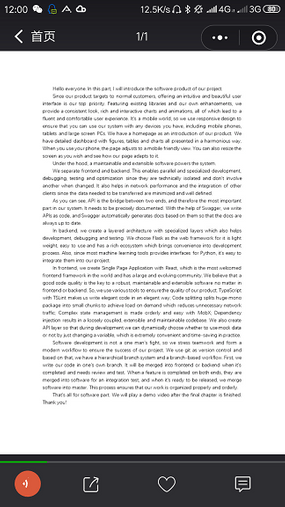 12:00
12.5K/s
4G
3G
首页
1/1
Hello everyone. In this part, I will introduce the software product of our project.
Since our product targets to normal customers, offering an intuitive and beautiful user
interface is our top priority. Featuring existing libraries and our own enhancements, we
provide a consistent look, rich and interactive charts and animations, all of which lead to a
fluent and comfortable user experience. It's a mobile world, so we use responsive design to
ensure that you can use our system with any devices you have, including mobile phones,
tablets and large screen PCs. We have a homepage as an introduction of our product. We
have detailed dashboard with figures, tables and charts all presented in a harmonious way.
When you use your phone, the page adjusts to a mobile friendly view. You can also resize the
screen as you wish and see how our page adapts to it.
Under the hood, a maintainable and extensible software powers the system.
We separate frontend and backend. This enables parallel and specialized development,
debugging, testing and optimization since they are technically isolated and don't involve
another when changed. It also helps in network performance and the integration of other
clients since the data needed to be transferred are minimized and well defined.
As you can see, API is the bridge between two ends, and therefore the most important
part in our system. It needs to be precisely documented. With the help of Swagger, we write
APIs as code, and Swagger automatically generates docs based on them so that the docs are
always up to date.
In backend, we create a layered architecture with specialized layers which also helps
development, debugging and testing. We choose Flask as the web framework for it is light
weight, easy to use and has a rich ecosystem which brings convenience into development
process. Also, since most machine learning tools provide interfaces for Python, it's easy to
integrate them into our project.
In frontend, we create Single Page Application with React, which is the most welcomed
frontend framework in the world and has a large and evolving community. We believe that a
good code quality is the key to a robust, maintainable and extensible software no matter in
frontend or backend. So, we use various tools to ensure the quality of our product. TypeScript
with TSLint makes us write elegant code in an elegant way. Code splitting splits huge mono
package into small chunks to achieve load on demand which reduces unnecessary network
traffic. Complex state management is made orderly and easy with MobX. Dependency
injection results in a loosely coupled, extensible and maintainable codebase. We also create
API layer so that during development we can dynamically choose whether to use mock data
or not by just changing a variable, which is extremely convenient and time-saving in practice.
Software development is not a one man's fight, so we stress teamwork and form a
modern workflow to ensure the success of our project. We use git as version control and
based on that, we have a hierarchical branch system and a branch-based workflow. First, we
write our code in one's own branch. It will be merged into frontend or backend when it's
completed and needs review and test. When a feature is completed on both ends, they are
merged into software for an integration test, and when it's ready to be released, we merge
software into master. This process ensures that our work is organized properly and orderly.
That's all for software part. We will play a demo video after the final chapter is finished.
Thank you!